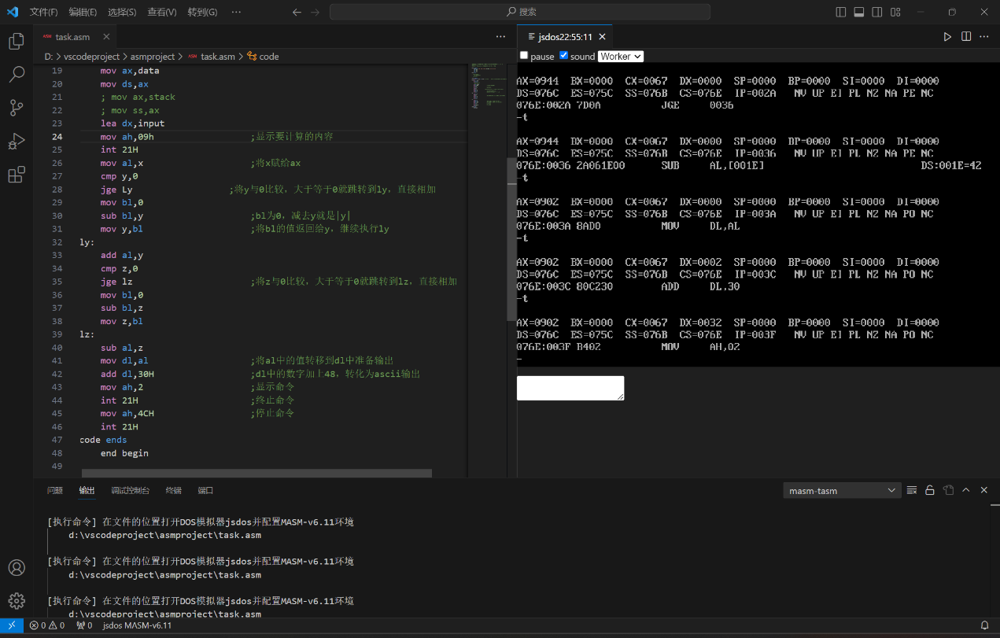 文件(F) 编辑(E) 选择(S) 查看(V) 转到(G) ··· 搜索
ASM task.asm
D: > vscodeproject > asmproject > ASM task.asm > code
19 mov ax,data
20 mov ds,ax
21 ; mov ax,stack
22 ; mov ss,ax
23 lea dx,input
24 mov ah,09h ;显示要计算的内容
25 int 21H
26 mov al,x ;将x赋给ax
27 cmp y,0
28 jge Ly ;将y与0比较，大于等于0就跳转到ly，直接相加
29 mov bl,0
30 sub bl,y ;bl为0，减去y就是|y|
31 mov y,bl ;将bl的值返回给y，继续执行ly
32 ly:
33 add al,y
34 cmp z,0
35 jge lz ;将z与0比较，大于等于0就跳转到lz，直接相加
36 mov bl,0
37 sub bl,z
38 mov z,bl
39 lz:
40 sub al,z
41 mov dl,al ;将al中的值转移到dl中准备输出
42 add dl,30H ;dl中的数字加上48，转化为ascii输出
43 mov ah,2 ;显示命令
44 int 21H ;终止命令
45 mov ah,4CH ;停止命令
46 int 21H
47 code ends
48 end begin
49
jsdos22:55:11
pause sound Worker
AX=0944 BX=0000 CX=0067 DX=0000 SP=0000 BP=0000 SI=0000 DI=0000
DS=076C ES=075C SS=076B CS=076E IP=002A NV UP EI PL NZ NA PE NC
076E:002A 7D0A JGE 0036
-t
AX=0944 BX=0000 CX=0067 DX=0000 SP=0000 BP=0000 SI=0000 DI=0000
DS=076C ES=075C SS=076B CS=076E IP=0036 NV UP EI PL NZ NA PE NC
076E:0036 2A061E00 SUB AL,[001E] DS:001E=42
-t
AX=0902 BX=0000 CX=0067 DX=0000 SP=0000 BP=0000 SI=0000 DI=0000
DS=076C ES=075C SS=076B CS=076E IP=003A NV UP EI PL NZ NA PO NC
076E:003A 8AD0 MOV DL,AL
-t
AX=0902 BX=0000 CX=0067 DX=0002 SP=0000 BP=0000 SI=0000 DI=0000
DS=076C ES=075C SS=076B CS=076E IP=003C NV UP EI PL NZ NA PO NC
076E:003C 80C230 ADD DL,30
-t
AX=0902 BX=0000 CX=0067 DX=0032 SP=0000 BP=0000 SI=0000 DI=0000
DS=076C ES=075C SS=076B CS=076E IP=003F NV UP EI PL NZ NA PO NC
076E:003F B402 MOV AH,02
-
问题 输出 调试控制台 终端 端口 masm-tasm
[执行命令] 在文件的位置打开DOS模拟器jsdos并配置MASM-v6.11环境
d:\vscodeproject\asmproject\task.asm
[执行命令] 在文件的位置打开DOS模拟器jsdos并配置MASM-v6.11环境
d:\vscodeproject\asmproject\task.asm
[执行命令] 在文件的位置打开DOS模拟器jsdos并配置MASM-v6.11环境
d:\vscodeproject\asmproject\task.asm
0 0 0 jsdos MASM-v6.11